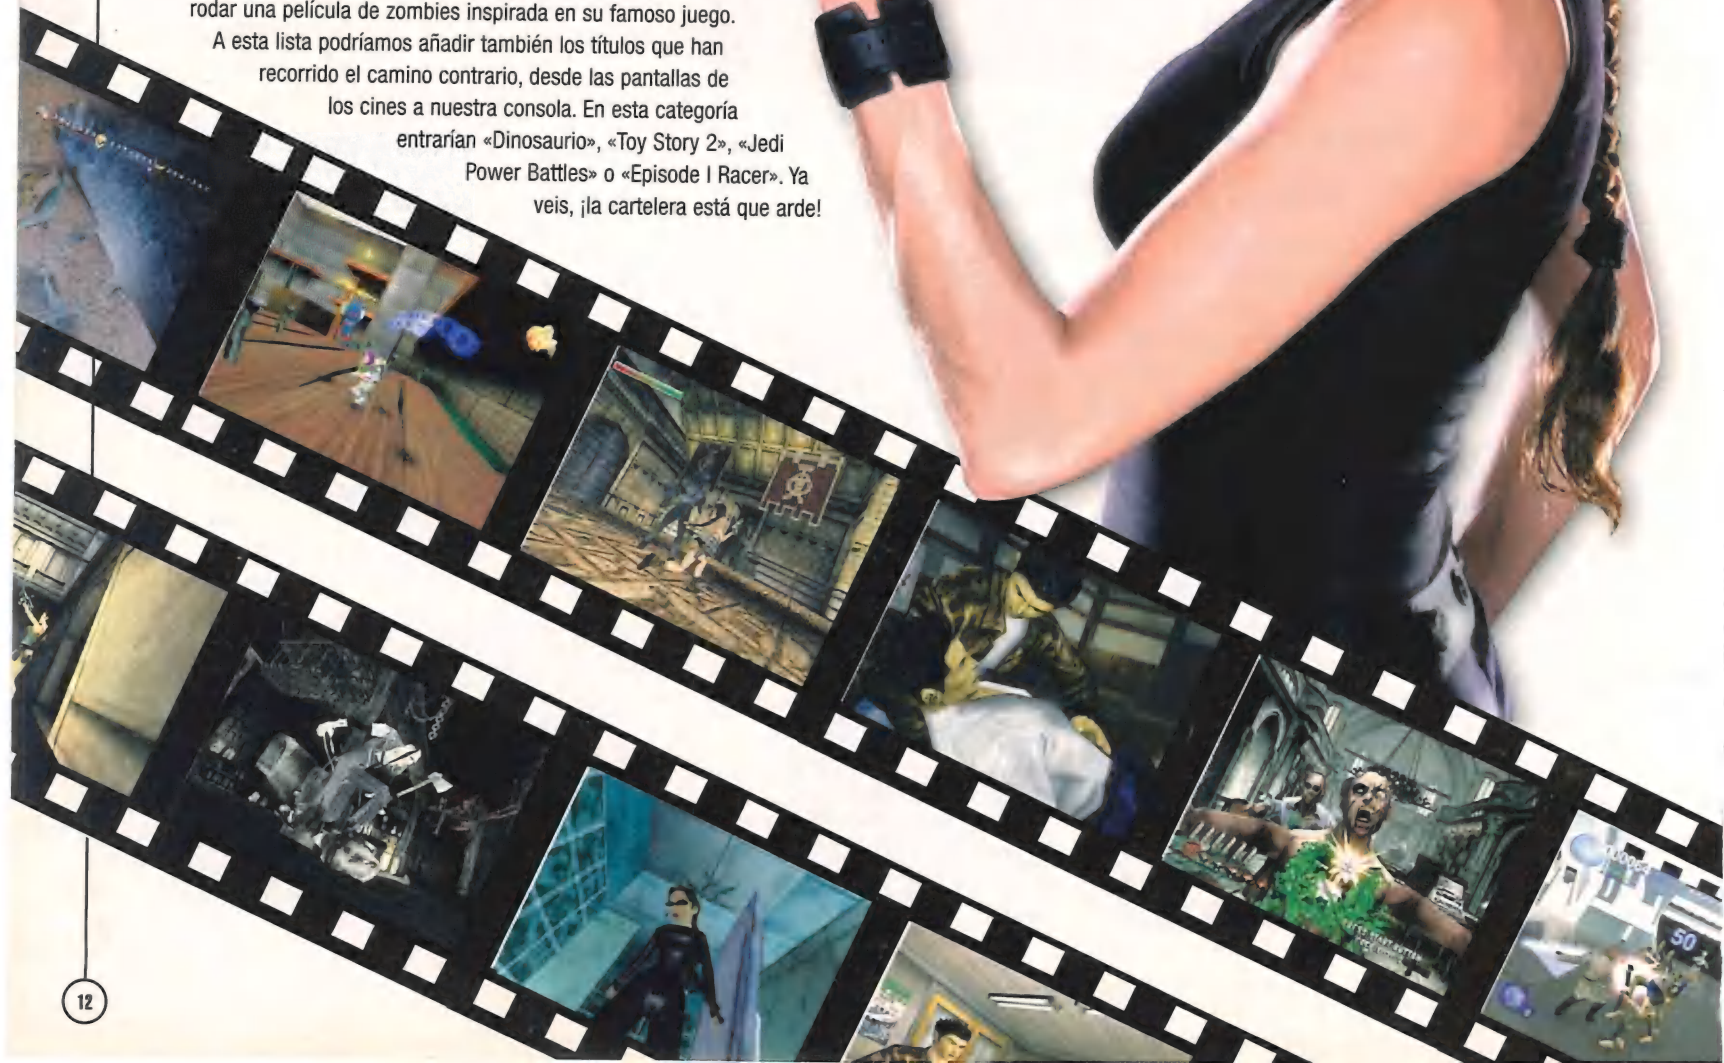 rodar una película de zombies inspirada en su famoso juego.
A esta lista podríamos añadir también los títulos que han
recorrido el camino contrario, desde las pantallas de
los cines a nuestra consola. En esta categoría
entrarían «Dinosaurio», «Toy Story 2», «Jedi
Power Battles» o «Episode I Racer». Ya
veis, ¡la cartelera está que arde!
50
12